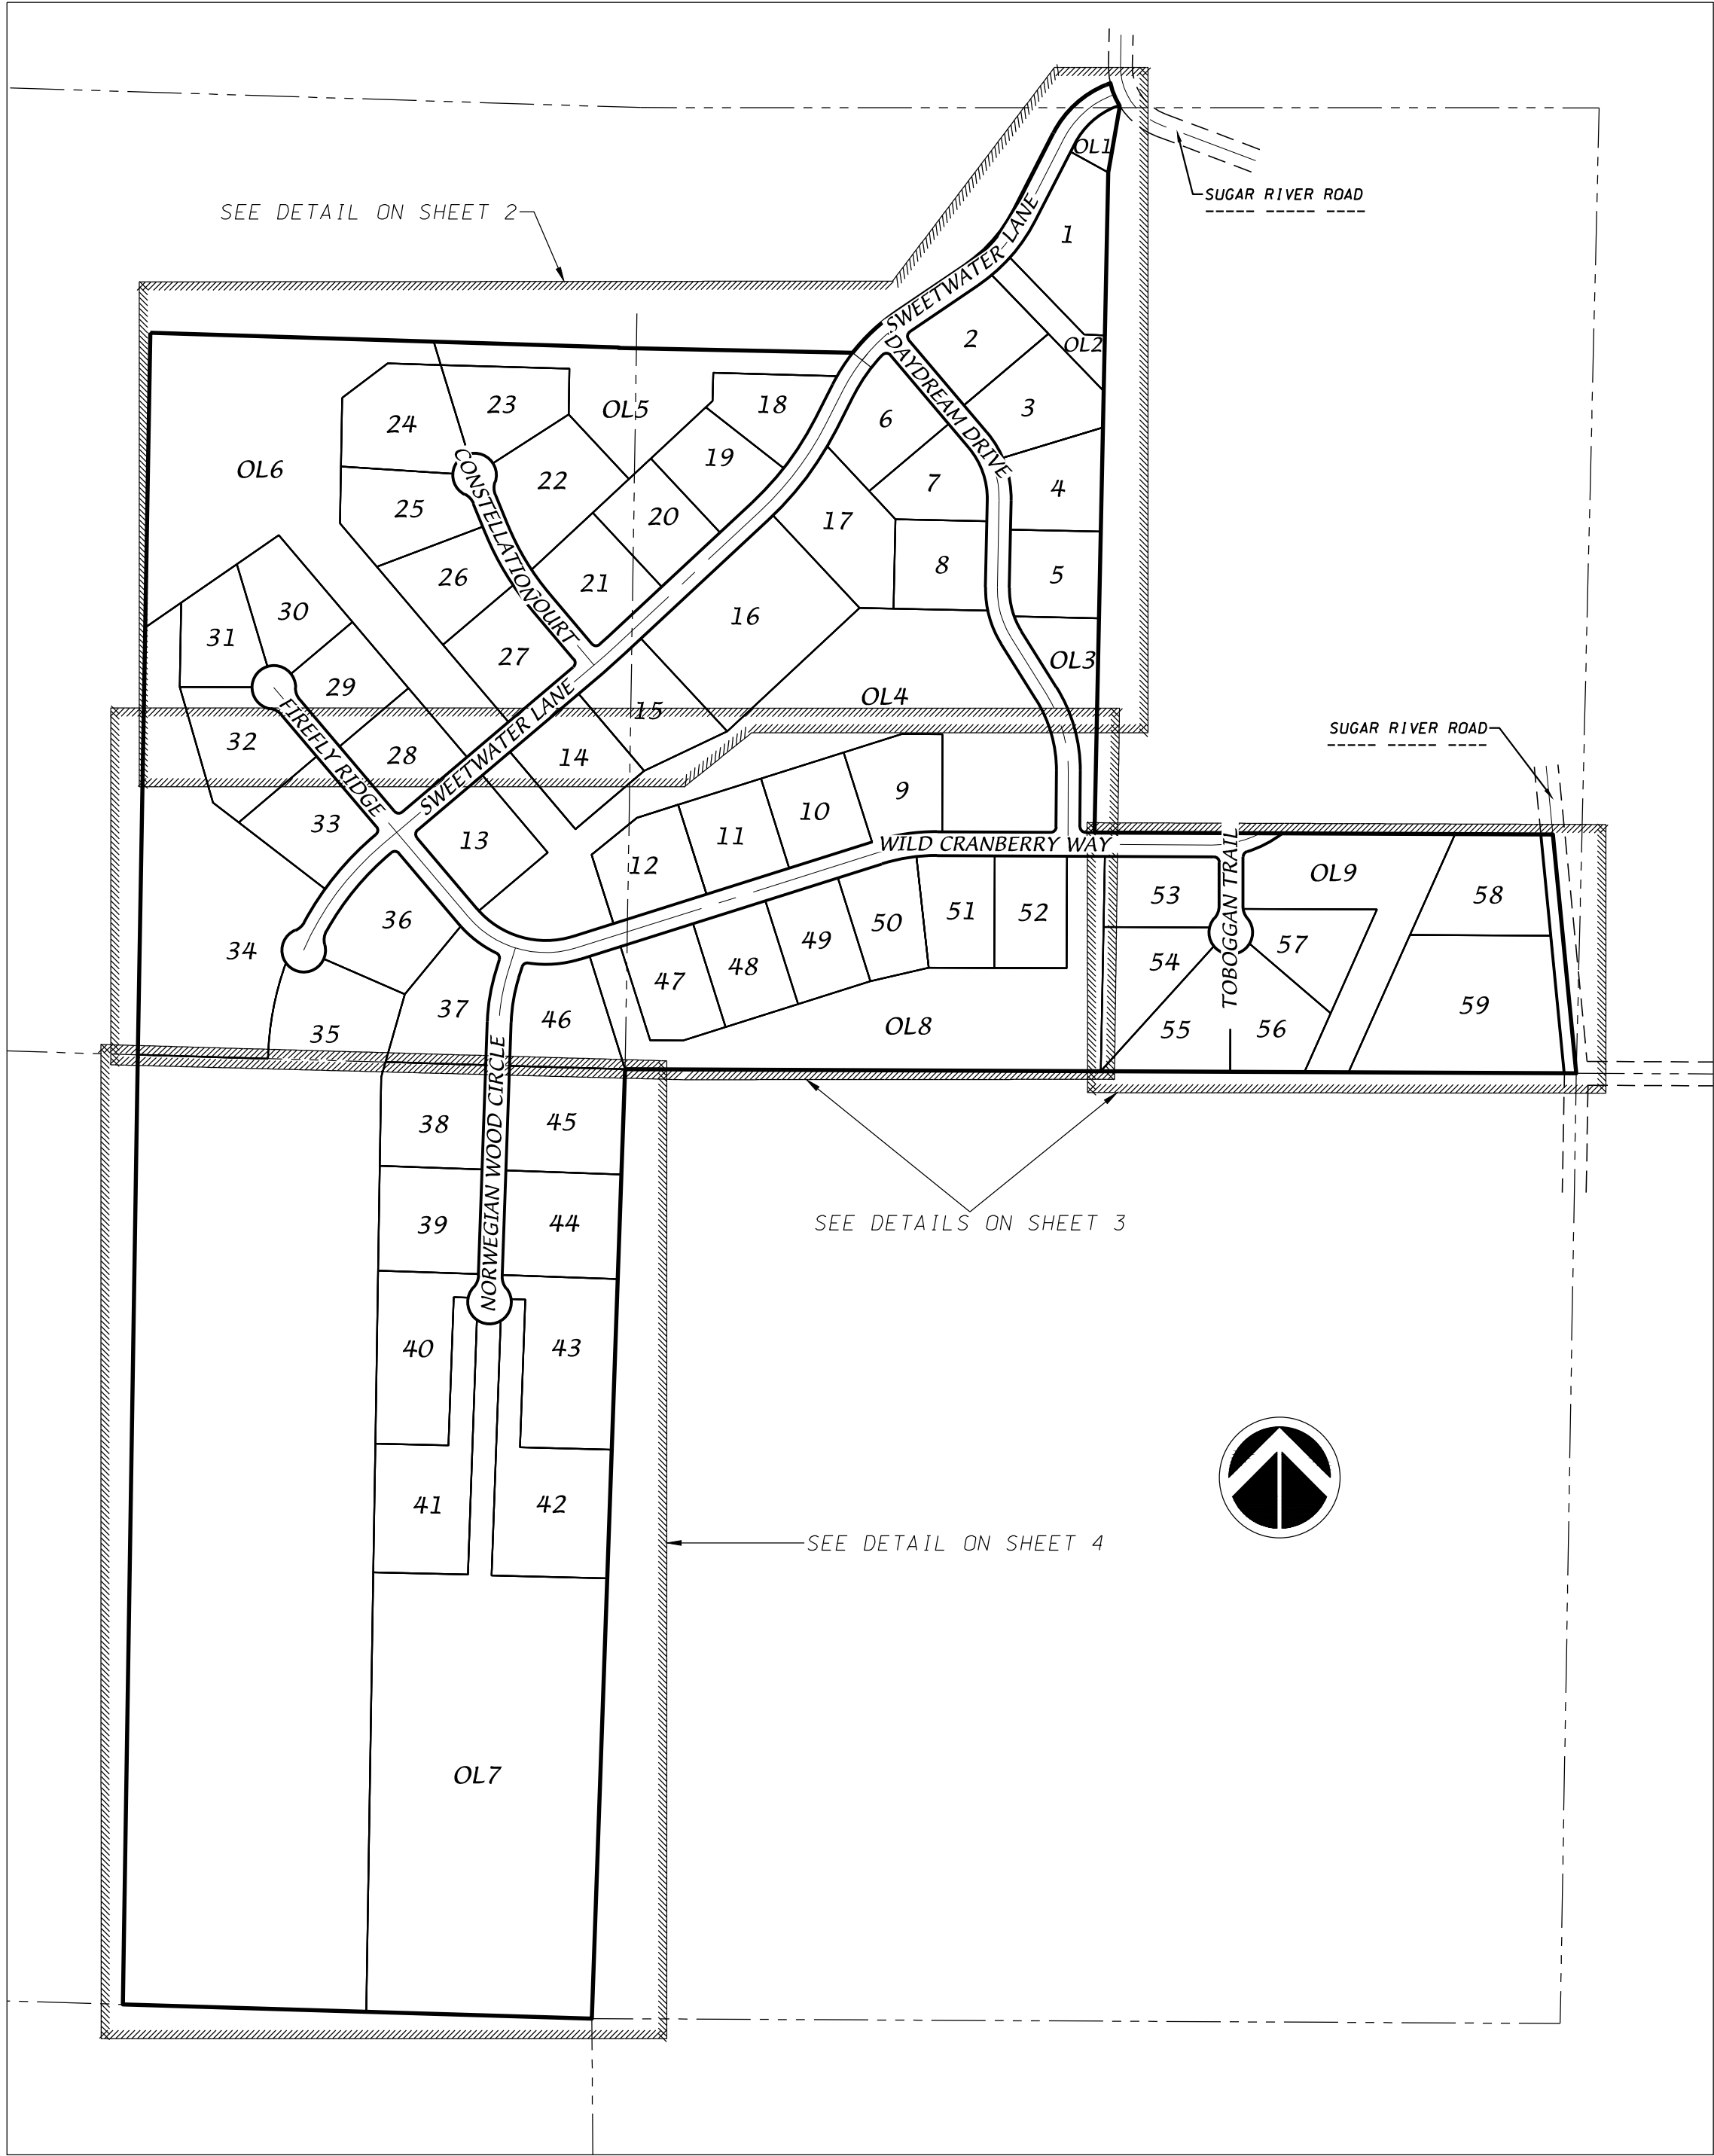 OL1
SUGAR RIVER ROAD
SEE DETAIL ON SHEET 2
1
SWEETWATER LANE
2
OL2
DAYDREAM DRIVE
3
18
6
23
OL5
24
19
OL6
22
7
4
25
20
17
CONSTELLATION OURT
8
5
26
21
30
16
31
27
OL3
29
OL4
15
SUGAR RIVER ROAD
32
FIREFLY RIDGE
28
SWEETWATER LANE
14
9
10
33
13
11
WILD CRANBERRY WAY
12
TOBOGGAN TRAIL
OL9
53
58
36
51
52
50
34
49
57
54
48
47
37
59
46
OL8
35
55
56
NORWEGIAN WOOD CIRCLE
38
45
39
44
SEE DETAILS ON SHEET 3
40
43
41
42
SEE DETAIL ON SHEET 4
OL7